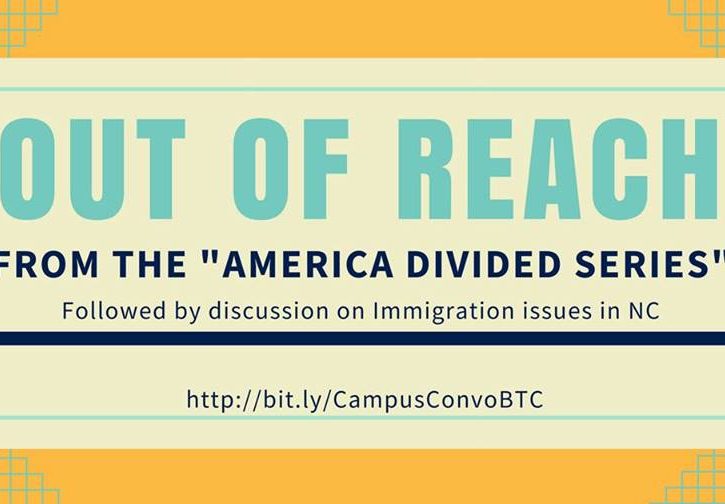 OUT OF REACH
FROM THE "AMERICA DIVIDED SERIES"
Followed by discussion on Immigration issues in NC
http://bit.ly/CampusConvoBTC